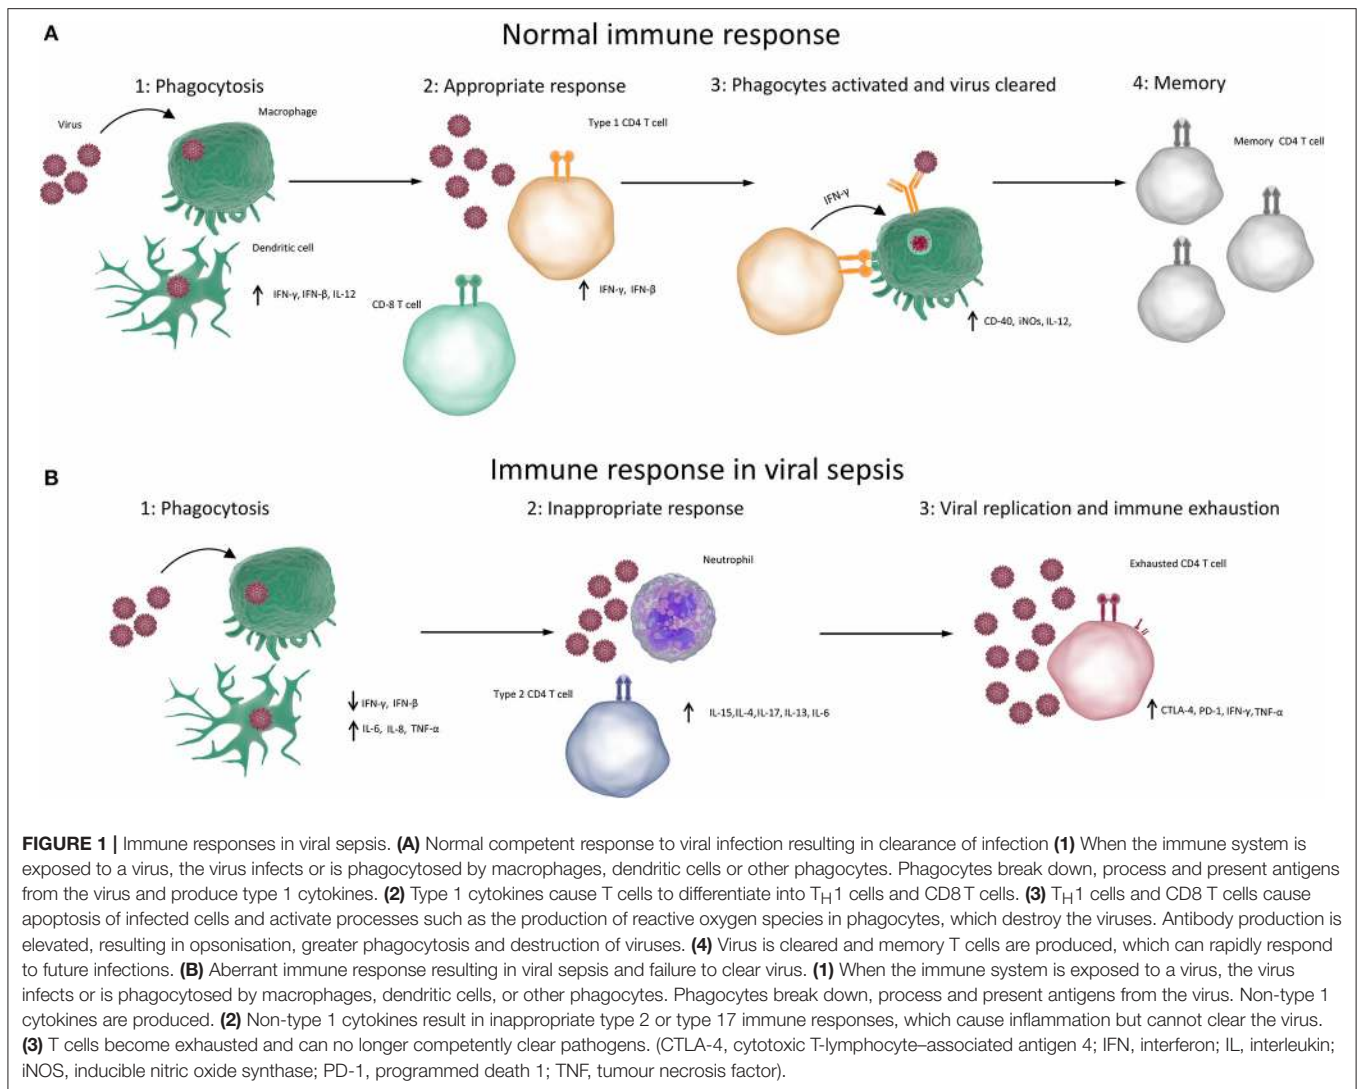 A
Normal immune response
1: Phagocytosis
2: Appropriate response
3: Phagocytes activated and virus cleared
4: Memory
Virus
Macrophage
Type 1 CD4 T cell
Memory CD4 T cell
IFN-γ
Dendritic cell
IFN-γ, IFN-β, IL-12
CD-8 T cell
IFN-γ, IFN-β
CD-40, iNOs, IL-12,
B
Immune response in viral sepsis
1: Phagocytosis
2: Inappropriate response
3: Viral replication and immune exhaustion
Neutrophil
Exhausted CD4 T cell
Type 2 CD4 T cell
IFN-γ, IFN-β
IL-6, IL-8, TNF-α
IL-15,IL-4,IL-17, IL-13, IL-6
CTLA-4, PD-1, IFN-γ,TNF-α
FIGURE 1 | Immune responses in viral sepsis. (A) Normal competent response to viral infection resulting in clearance of infection (1) When the immune system is
exposed to a virus, the virus infects or is phagocytosed by macrophages, dendritic cells or other phagocytes. Phagocytes break down, process and present antigens
from the virus and produce type 1 cytokines. (2) Type 1 cytokines cause T cells to differentiate into TH1 cells and CD8 T cells. (3) TH1 cells and CD8 T cells cause
apoptosis of infected cells and activate processes such as the production of reactive oxygen species in phagocytes, which destroy the viruses. Antibody production is
elevated, resulting in opsonisation, greater phagocytosis and destruction of viruses. (4) Virus is cleared and memory T cells are produced, which can rapidly respond
to future infections. (B) Aberrant immune response resulting in viral sepsis and failure to clear virus. (1) When the immune system is exposed to a virus, the virus
infects or is phagocytosed by macrophages, dendritic cells, or other phagocytes. Phagocytes break down, process and present antigens from the virus. Non-type 1
cytokines are produced. (2) Non-type 1 cytokines result in inappropriate type 2 or type 17 immune responses, which cause inflammation but cannot clear the virus.
(3) T cells become exhausted and can no longer competently clear pathogens. (CTLA-4, cytotoxic T-lymphocyte–associated antigen 4; IFN, interferon; IL, interleukin;
iNOS, inducible nitric oxide synthase; PD-1, programmed death 1; TNF, tumour necrosis factor).